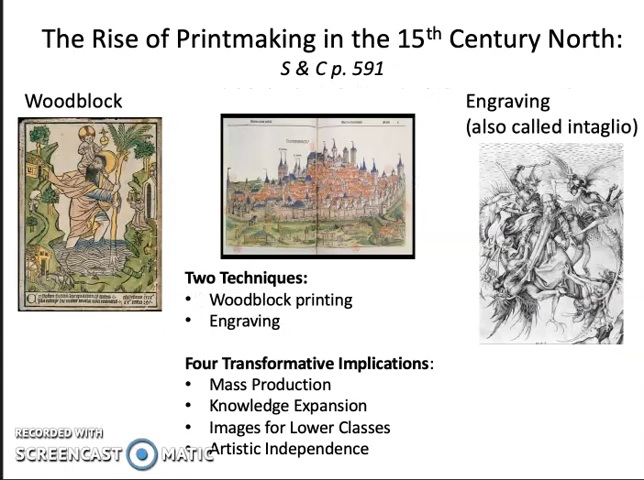 The Rise of Printmaking in the 15th Century North:
S & C p. 591
Woodblock
Engraving
(also called intaglio)
Two Techniques:
• Woodblock printing
• Engraving
Four Transformative Implications:
• Mass Production
• Knowledge Expansion
• Images for Lower Classes
• Artistic Independence
RECORDED WITH
SCREENCAST MATIC